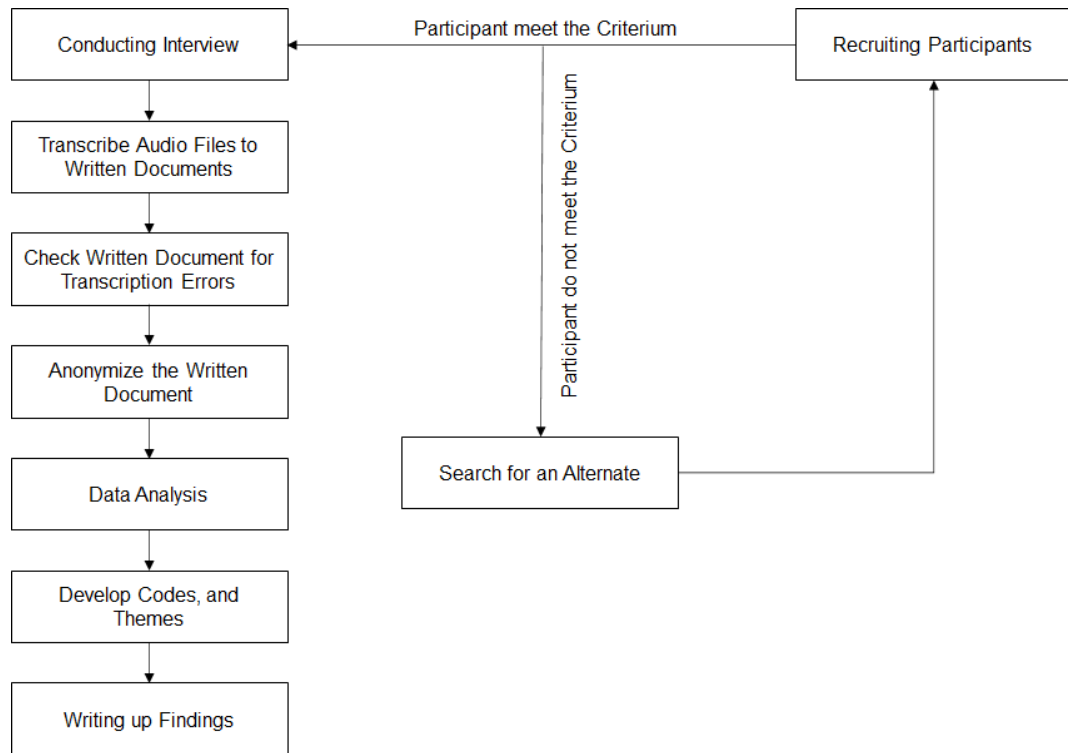 Participant meet the Criterium
Conducting Interview
Recruiting Participants
Participant do not meet the Criterium
Transcribe Audio Files to
Written Documents
Check Written Document for
Transcription Errors
Anonymize the Written
Document
Search for an Alternate
Data Analysis
Develop Codes, and
Themes
Writing up Findings